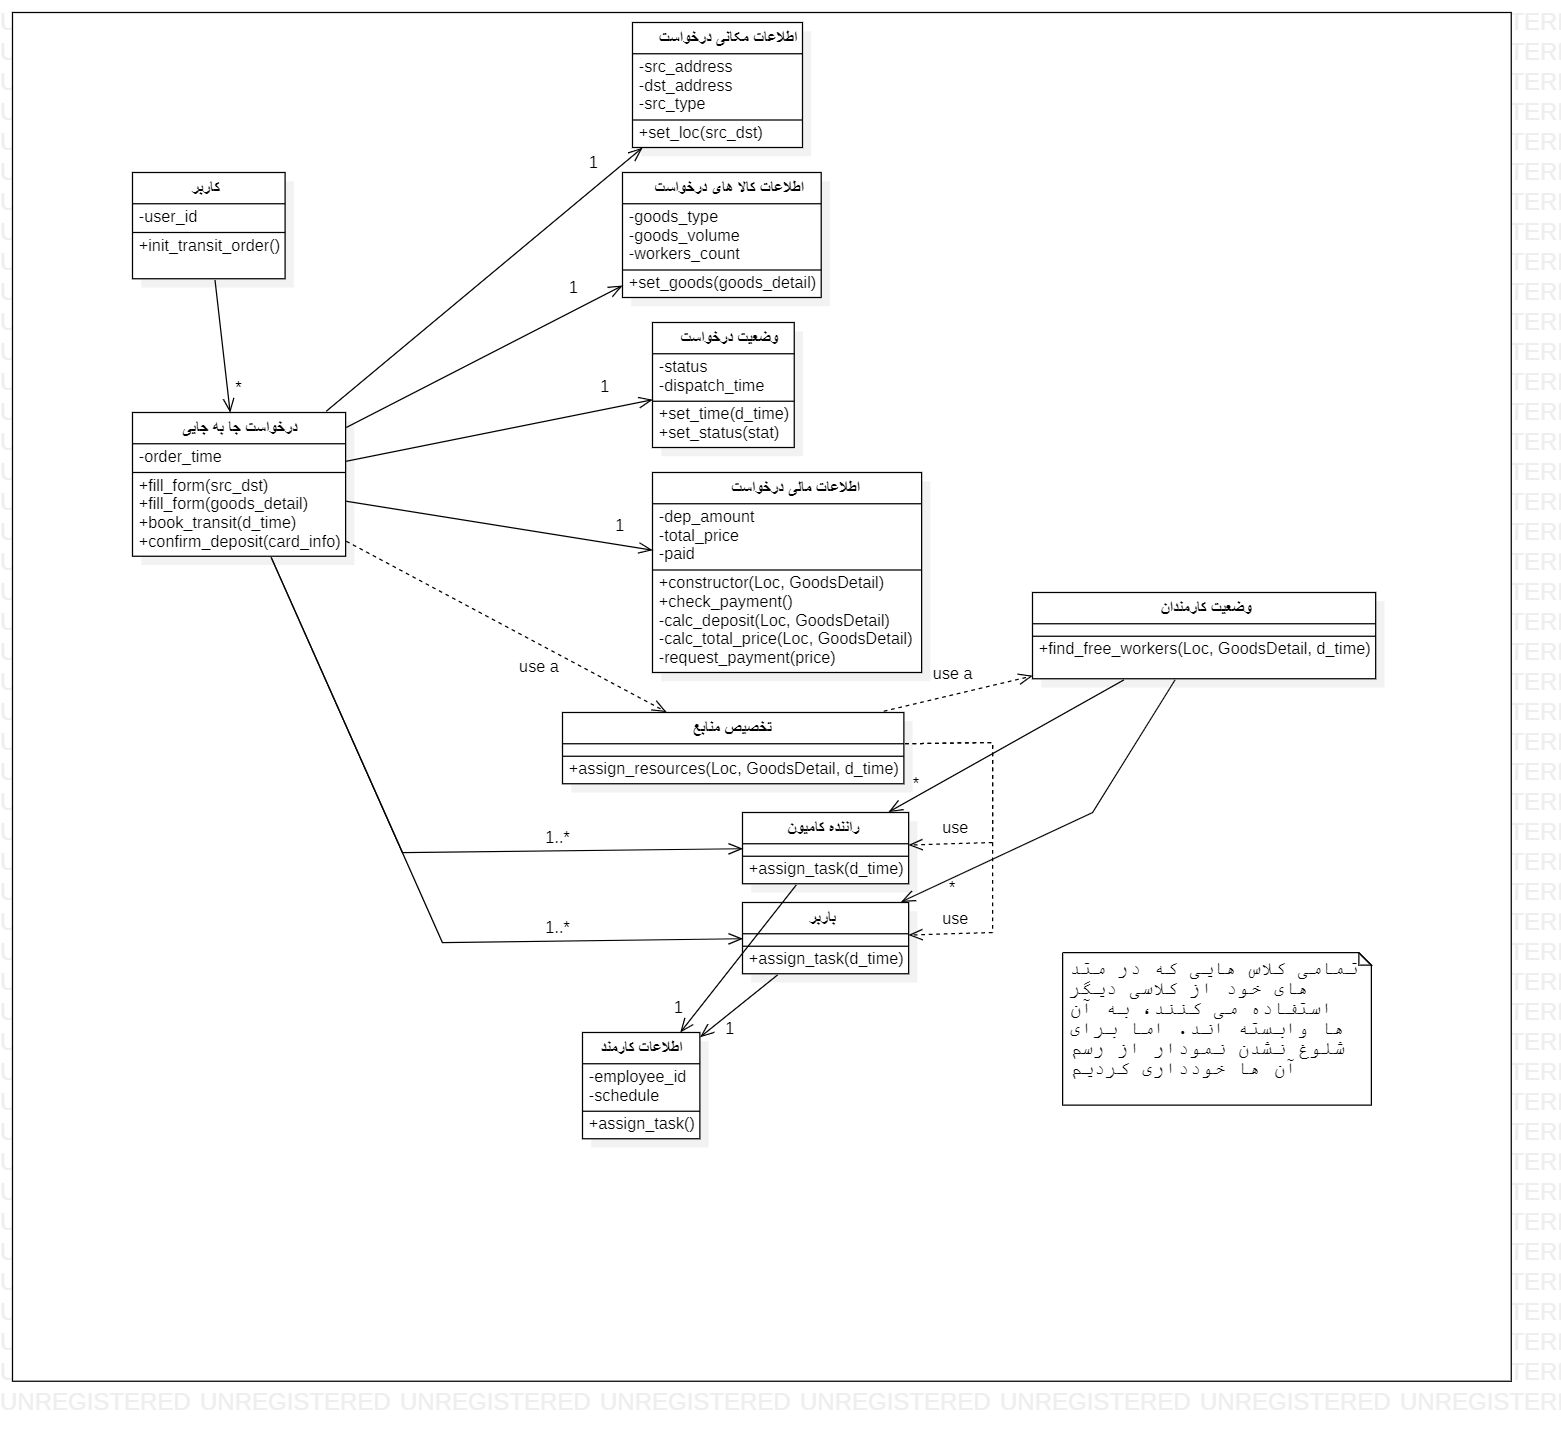 اطلاعات مکانی درخواست
-src_address
-dst_address
-src_type
+set_loc(src_dst)
1
کاربر
-user_id
+init_transit_order()
*
اطلاعات کالا های درخواست
-goods_type
-goods_volume
-workers_count
+set_goods(goods_detail)
1
وضعیت درخواست
-status
-dispatch_time
+set_time(d_time)
+set_status(stat)
1
درخواست جا به جایی
-order_time
+fill_form(src_dst)
+fill_form(goods_detail)
+book_transit(d_time)
+confirm_deposit(card_info)
اطلاعات مالی درخواست
-dep_amount
-total_price
-paid
+constructor(Loc, GoodsDetail)
+check_payment()
-calc_deposit(Loc, GoodsDetail)
-calc_total_price(Loc, GoodsDetail)
-request_payment(price)
1
وضعیت کارمندان
+find_free_workers(Loc, GoodsDetail, d_time)
use a
use a
تخصیص منابع
+assign_resources(Loc, GoodsDetail, d_time)
*
راننده کامیون
+assign_task(d_time)
1..*
use
*
باربر
+assign_task(d_time)
1..*
use
1
1
اطلاعات کارمند
-employee_id
-schedule
+assign_task()
تمامی کلاس هایی که در متد
های خود از کلاسی دیگر
استفاده می کنند، به آن
ها وابسته اند. اما برای
شلوغ نشدن نمودار از رسم
آن ها خودداری کردیم
UNREGISTERED UNREGISTERED UNREGISTERED UNREGISTERED UNREGISTERED UNREGISTERED UNREGISTERED